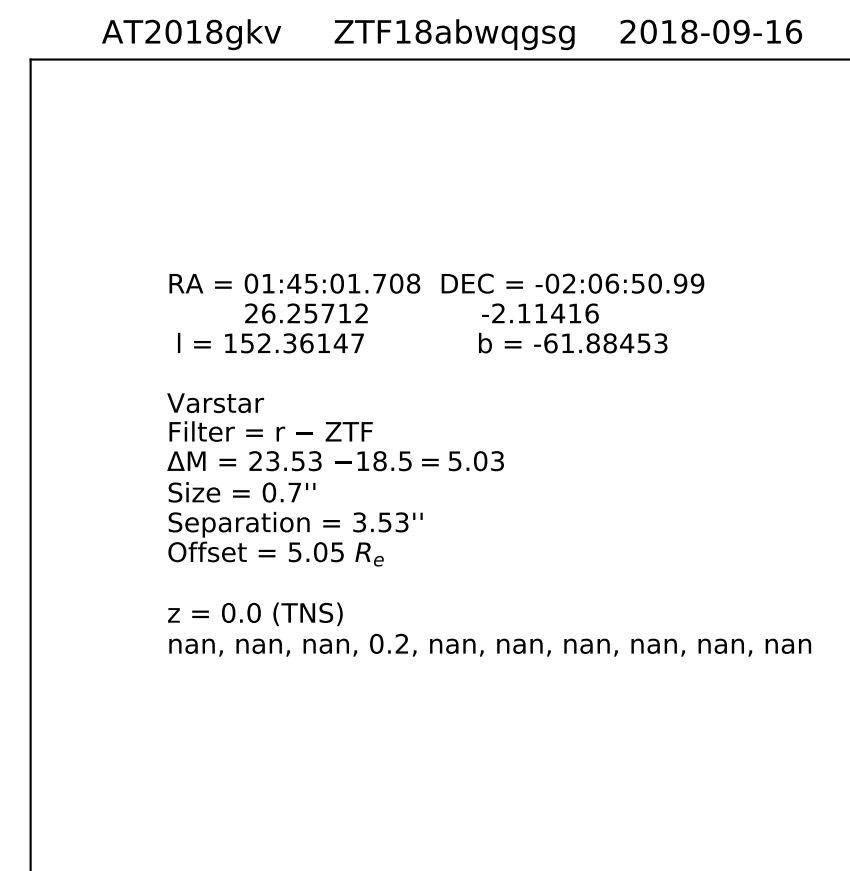 AT2018gkv ZTF18abwqgsg 2018-09-16
RA = 01:45:01.708 DEC = -02:06:50.99
26.25712 -2.11416
l = 152.36147 b = -61.88453
Varstar
Filter = r − ZTF
ΔM = 23.53 −18.5 = 5.03
Size = 0.7''
Separation = 3.53''
Offset = 5.05 Rₑ
z = 0.0 (TNS)
nan, nan, nan, 0.2, nan, nan, nan, nan, nan, nan